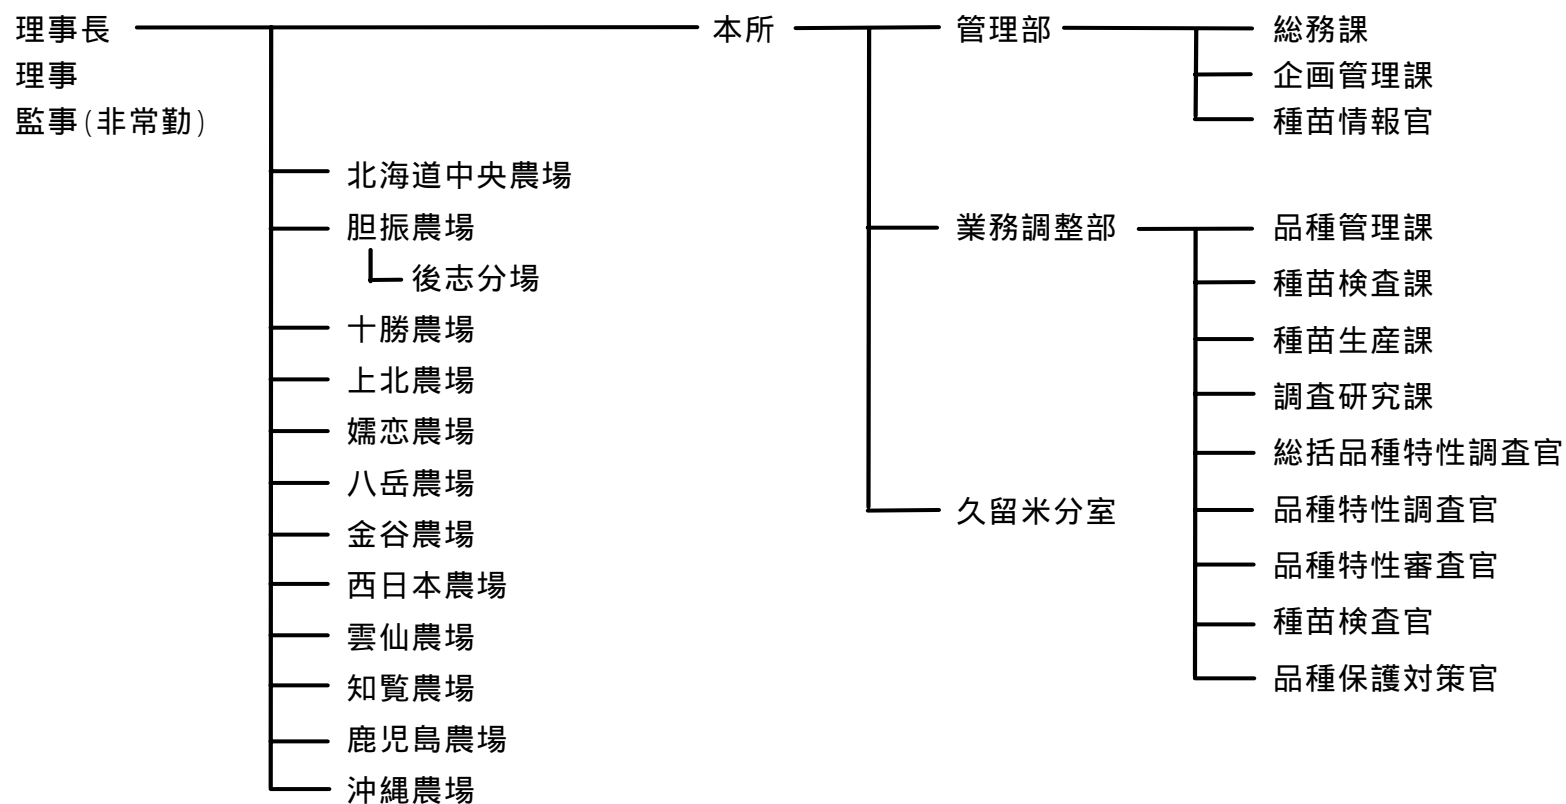 理事長
理事
監事(非常勤)
北海道中央農場
胆振農場
後志分場
十勝農場
上北農場
嬬恋農場
八岳農場
金谷農場
西日本農場
雲仙農場
知覧農場
鹿児島農場
沖縄農場
本所
管理部
総務課
企画管理課
種苗情報官
業務調整部
品種管理課
種苗検査課
種苗生産課
調査研究課
総括品種特性調査官
品種特性調査官
品種特性審査官
種苗検査官
品種保護対策官
久留米分室